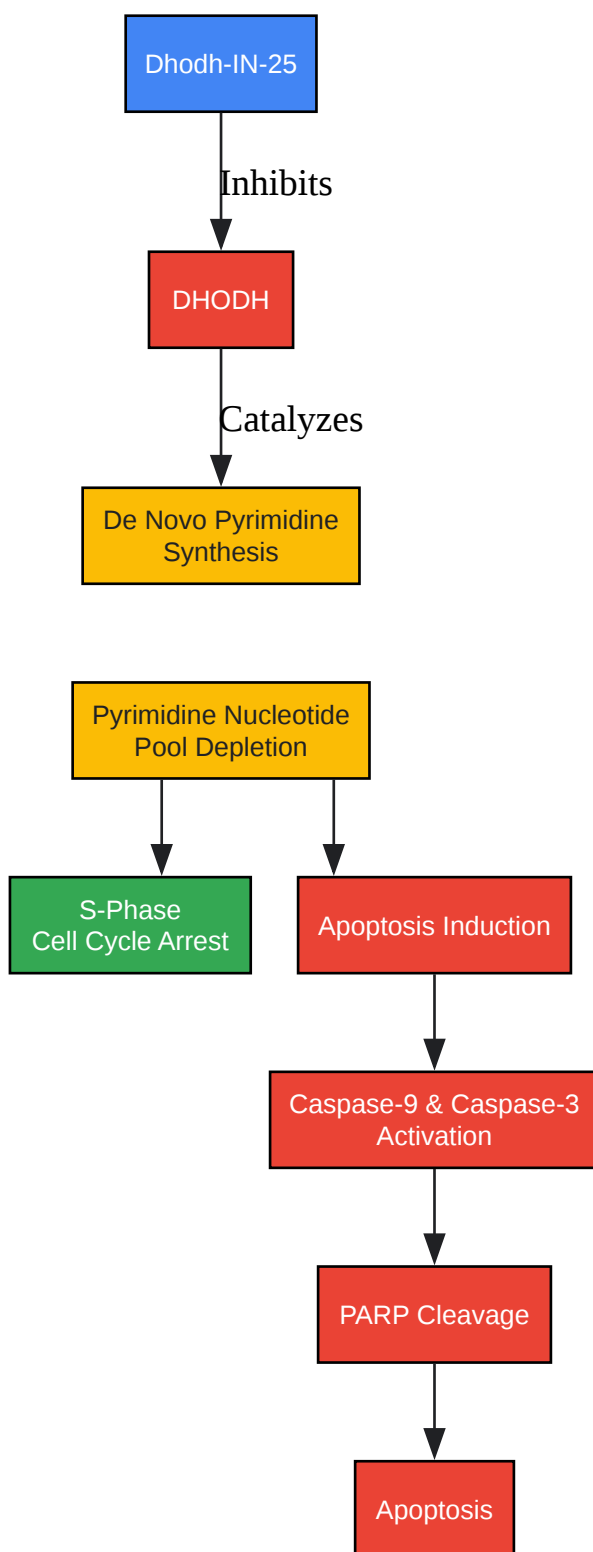 Dhodh-IN-25
Inhibits
DHODH
Catalyzes
De Novo Pyrimidine
Synthesis
Pyrimidine Nucleotide
Pool Depletion
S-Phase
Cell Cycle Arrest
Apoptosis Induction
Caspase-9 & Caspase-3
Activation
PARP Cleavage
Apoptosis